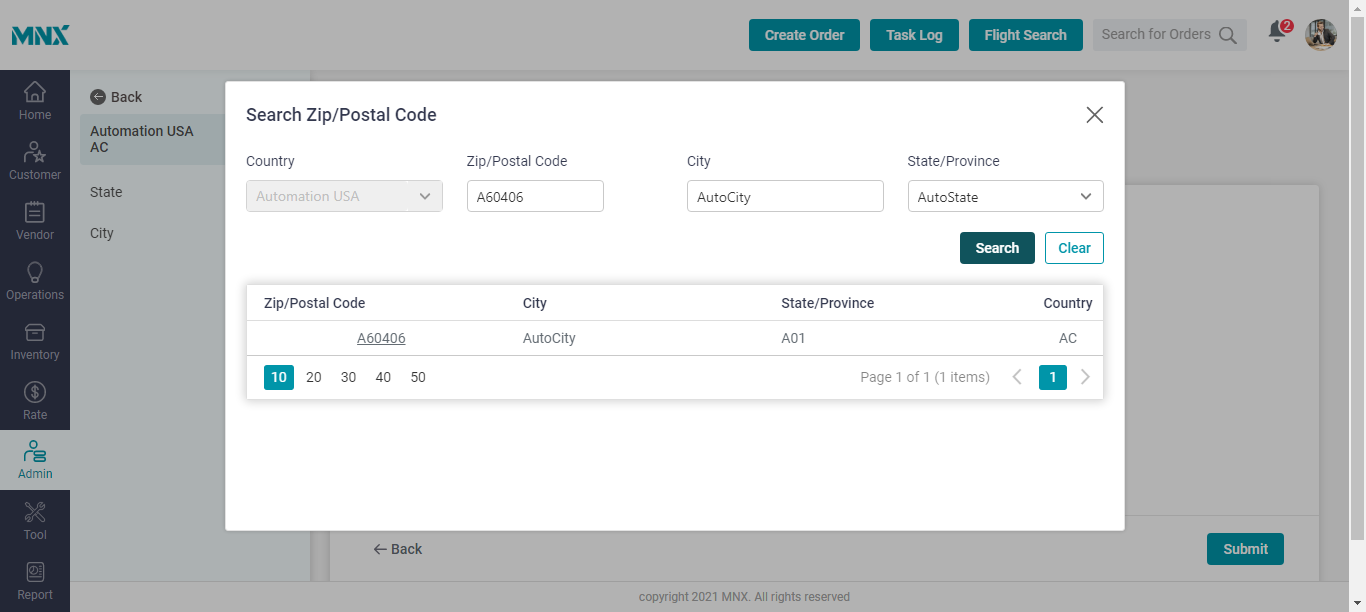 MNX
Create Order Task Log Flight Search Search for Orders 2
Home
Customer
Vendor
Operations
Inventory
Rate
Admin
Tool
Report
Back
Automation USA
AC
State
City
Search Zip/Postal Code
Country Zip/Postal Code City State/Province
Automation USA A60406 AutoCity AutoState
Search Clear
Zip/Postal Code City State/Province Country
A60406 AutoCity A01 AC
10 20 30 40 50 Page 1 of 1 (1 items) 1
Back Submit
copyright 2021 MNX. All rights reserved